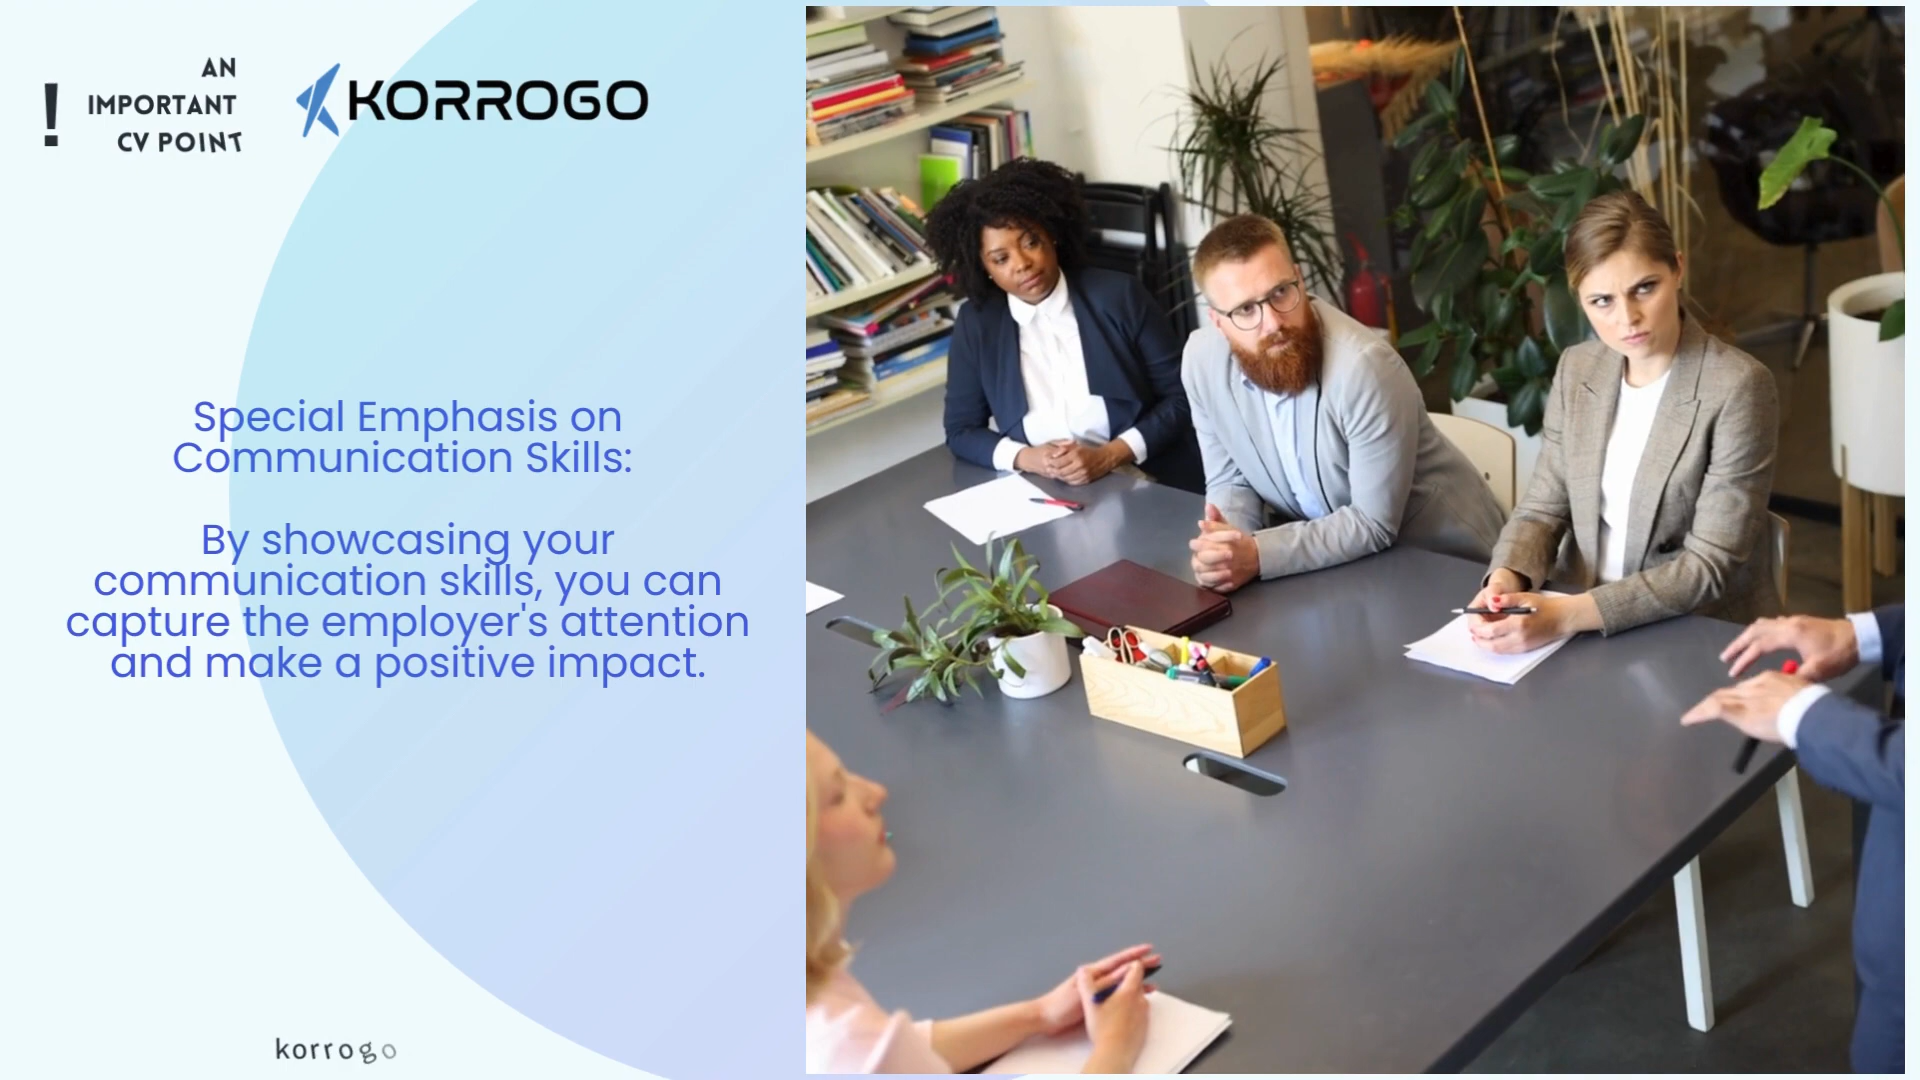 !
AN
IMPORTANT
CV POINT
KORROGO
Special Emphasis on
Communication Skills:
By showcasing your
communication skills, you can
capture the employer's attention
and make a positive impact.
korrogo